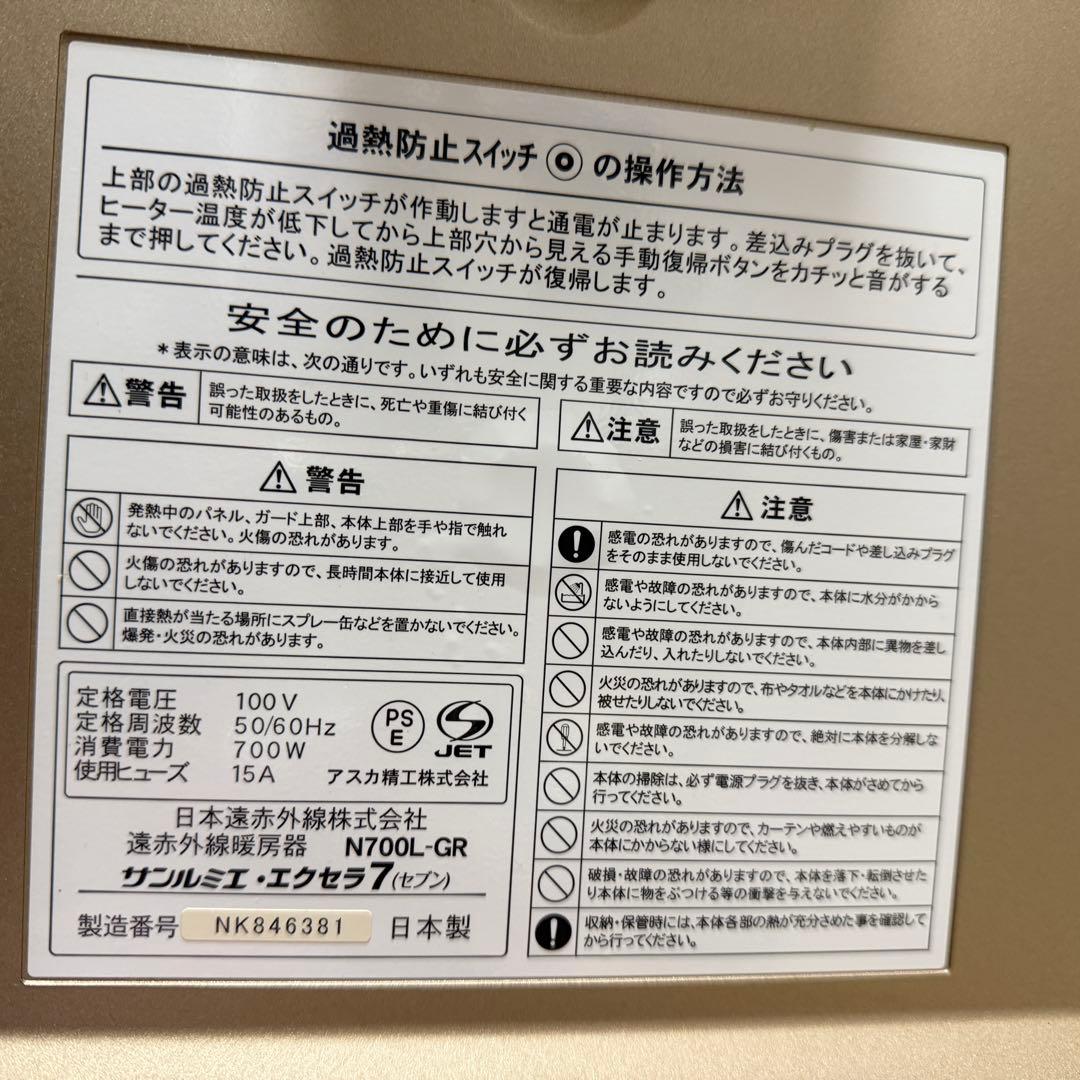 過熱防止スイッチ◉の操作方法
上部の過熱防止スイッチが作動しますと通電が止まります。差込みプラグを抜いて、
ヒーター温度が低下してから上部穴から見える手動復帰ボタンをカチッと音がする
まで押してください。過熱防止スイッチが復帰します。
安全のために必ずお読みください
*表示の意味は、次の通りです。いずれも安全に関する重要な内容ですので必ずお守りください。
⚠警告
誤った取扱をしたときに、死亡や重傷に結び付く
可能性のあるもの。
⚠注意
誤った取扱をしたときに、傷害または家屋・家財
などの損害に結び付くもの。
⚠警告
発熱中のパネル、ガード上部、本体上部を手や指で触れ
ないでください。火傷の恐れがあります。
火傷の恐れがありますので、長時間本体に接近して使用
しないでください。
直接熱が当たる場所にスプレー缶などを置かないでください。
爆発・火災の恐れがあります。
⚠注意
感電の恐れがありますので、傷んだコードや差し込みプラグ
をそのまま使用しないでください。
感電や故障の恐れがありますので、本体に水分がかから
ないようにしてください。
感電や故障の恐れがありますので、本体内部に異物を差し
込んだり、入れたりしないでください。
火災の恐れがありますので、布やタオルなどを本体にかけたり、
被せたりしないでください。
感電や故障の恐れがありますので、絶対に本体を分解しな
いでください。
本体の掃除は、必ず電源プラグを抜き、本体がさめてから
行ってください。
火災の恐れがありますので、カーテンや燃えやすいものが
本体にかからない様にしてください。
破損・故障の恐れがありますので、本体を落下・転倒させた
り本体に物をぶつける等の衝撃を与えないでください。
収納・保管時には、本体各部の熱が充分さめた事を確認して
から行ってください。
定格電圧 100V
定格周波数 50/60Hz
消費電力 700W
使用ヒューズ 15A
PS
E
JET
アスカ精工株式会社
日本遠赤外線株式会社
遠赤外線暖房器 N700L-GR
サンルミエ・エクセラ7(セブン)
製造番号 NK846381 日本製